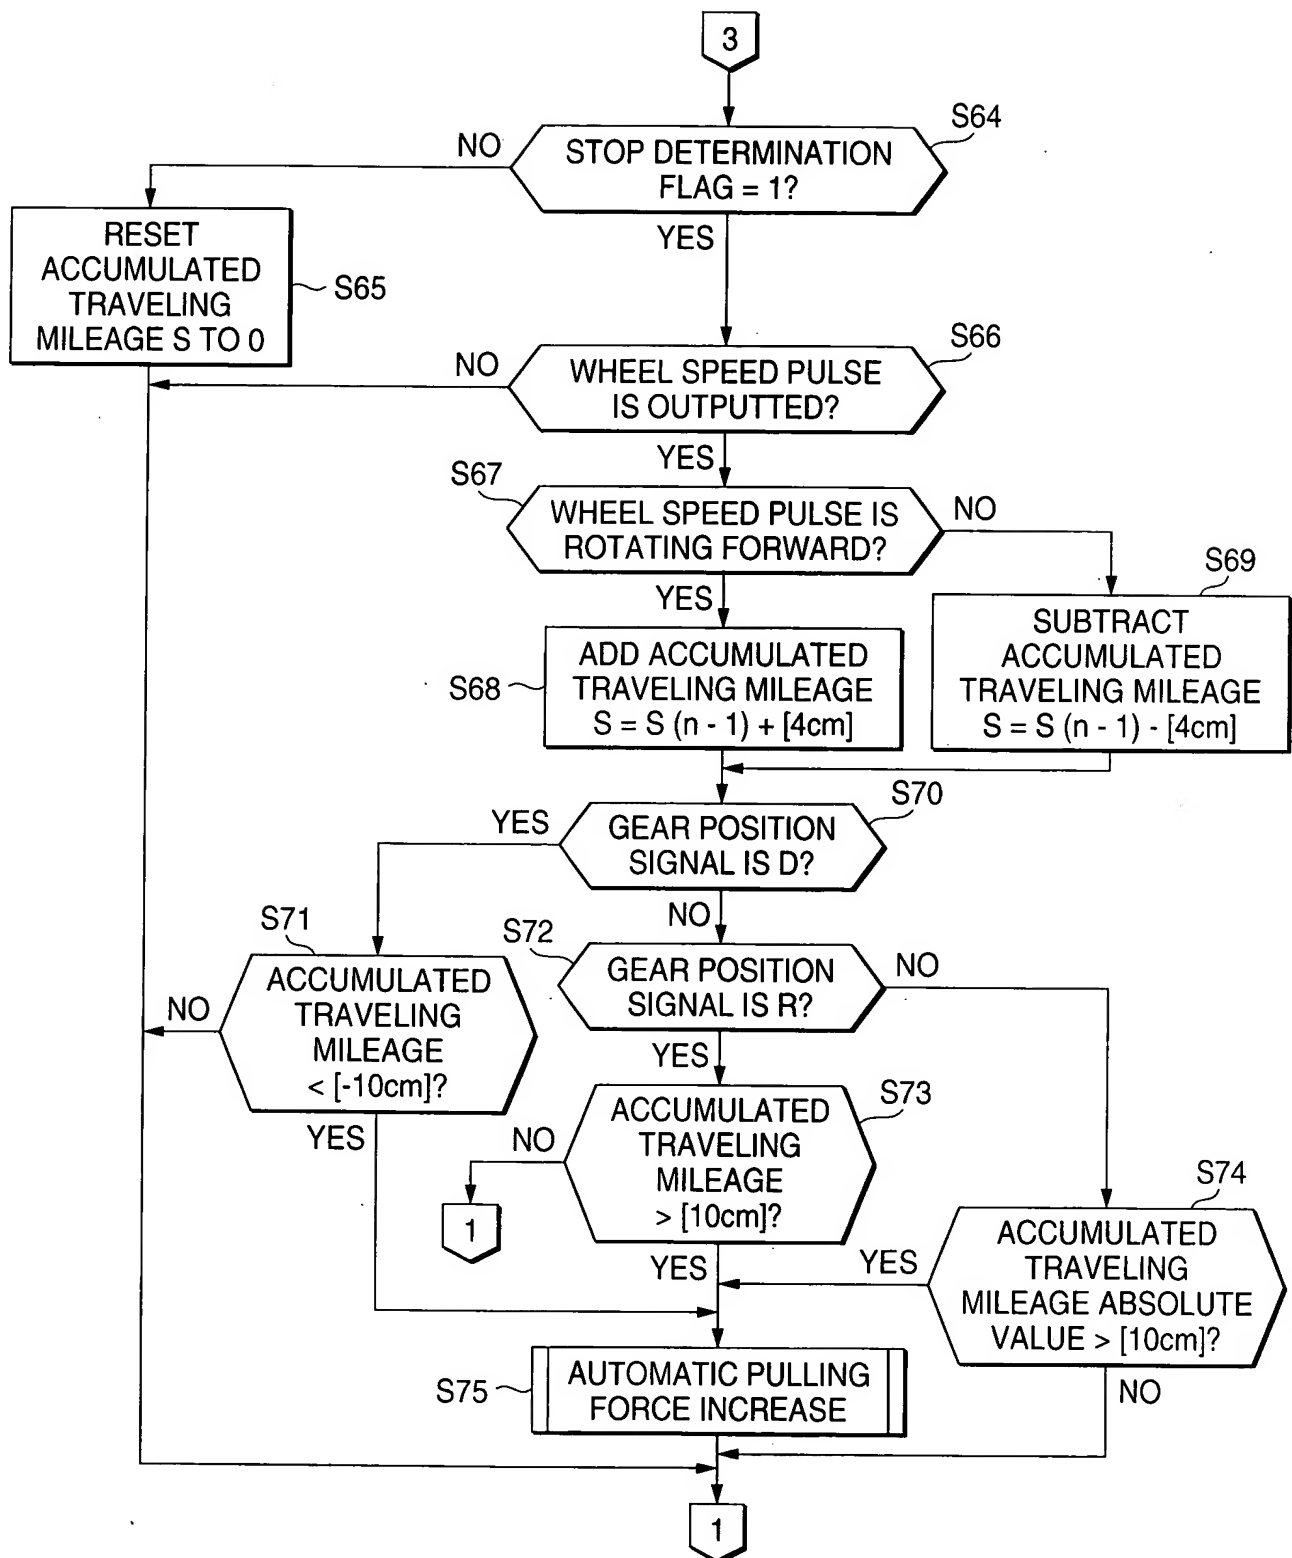 3
S64
NO
STOP DETERMINATION
FLAG = 1?
YES
RESET
ACCUMULATED
TRAVELING
MILEAGE S TO 0
S65
S66
NO
WHEEL SPEED PULSE
IS OUTPUTTED?
YES
S67
WHEEL SPEED PULSE IS
ROTATING FORWARD?
NO
YES
S69
SUBTRACT
ACCUMULATED
TRAVELING MILEAGE
S = S (n - 1) - [4cm]
S68
ADD ACCUMULATED
TRAVELING MILEAGE
S = S (n - 1) + [4cm]
S70
YES
GEAR POSITION
SIGNAL IS D?
NO
S71
ACCUMULATED
TRAVELING
MILEAGE
< [-10cm]?
NO
YES
S72
GEAR POSITION
SIGNAL IS R?
NO
YES
S73
ACCUMULATED
TRAVELING
MILEAGE
> [10cm]?
NO
1
YES
S74
ACCUMULATED
TRAVELING
MILEAGE ABSOLUTE
VALUE > [10cm]?
YES
NO
S75
AUTOMATIC PULLING
FORCE INCREASE
1